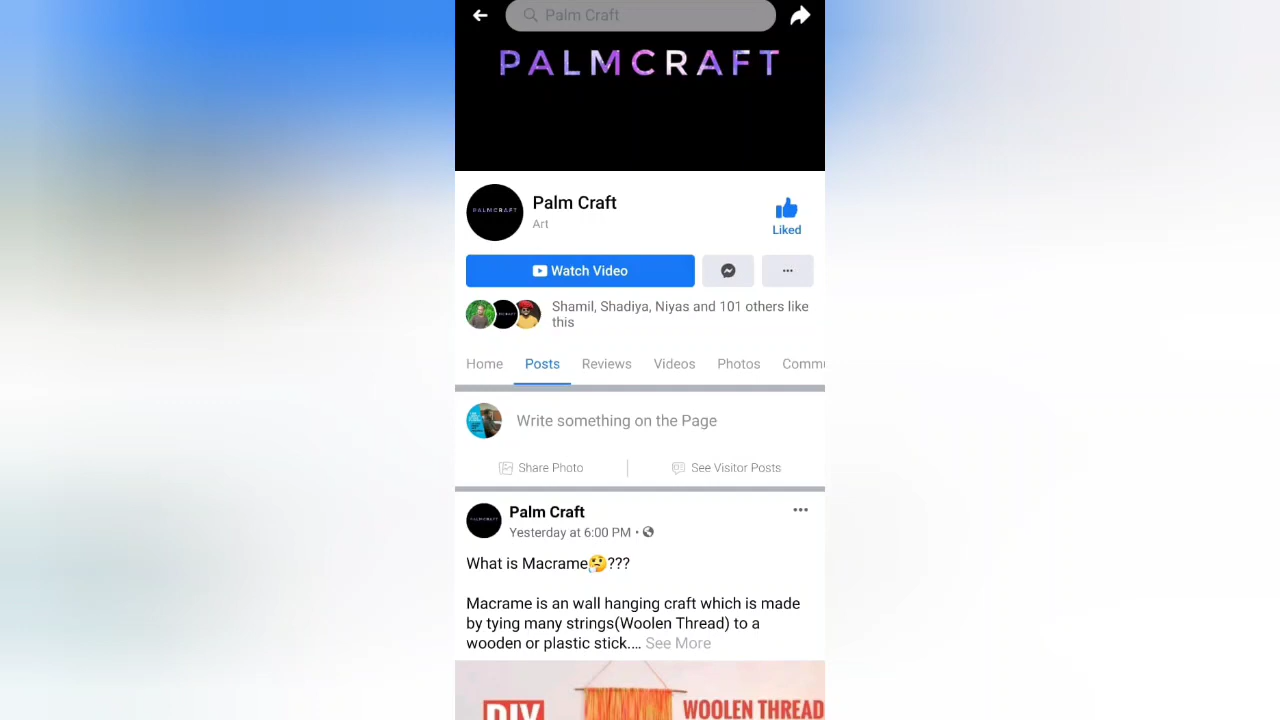 Palm Craft
PALMCRAFT
PALMCRAFT
Palm Craft
Art
Liked
Watch Video
Shamil, Shadiya, Niyas and 101 others like
this
Home Posts Reviews Videos Photos Commu
Write something on the Page
Share Photo See Visitor Posts
PALMCRAFT
Palm Craft
Yesterday at 6:00 PM •
What is Macrame🤔???
Macrame is an wall hanging craft which is made
by tying many strings(Woolen Thread) to a
wooden or plastic stick.... See More
DIY
WOOLEN THREAD